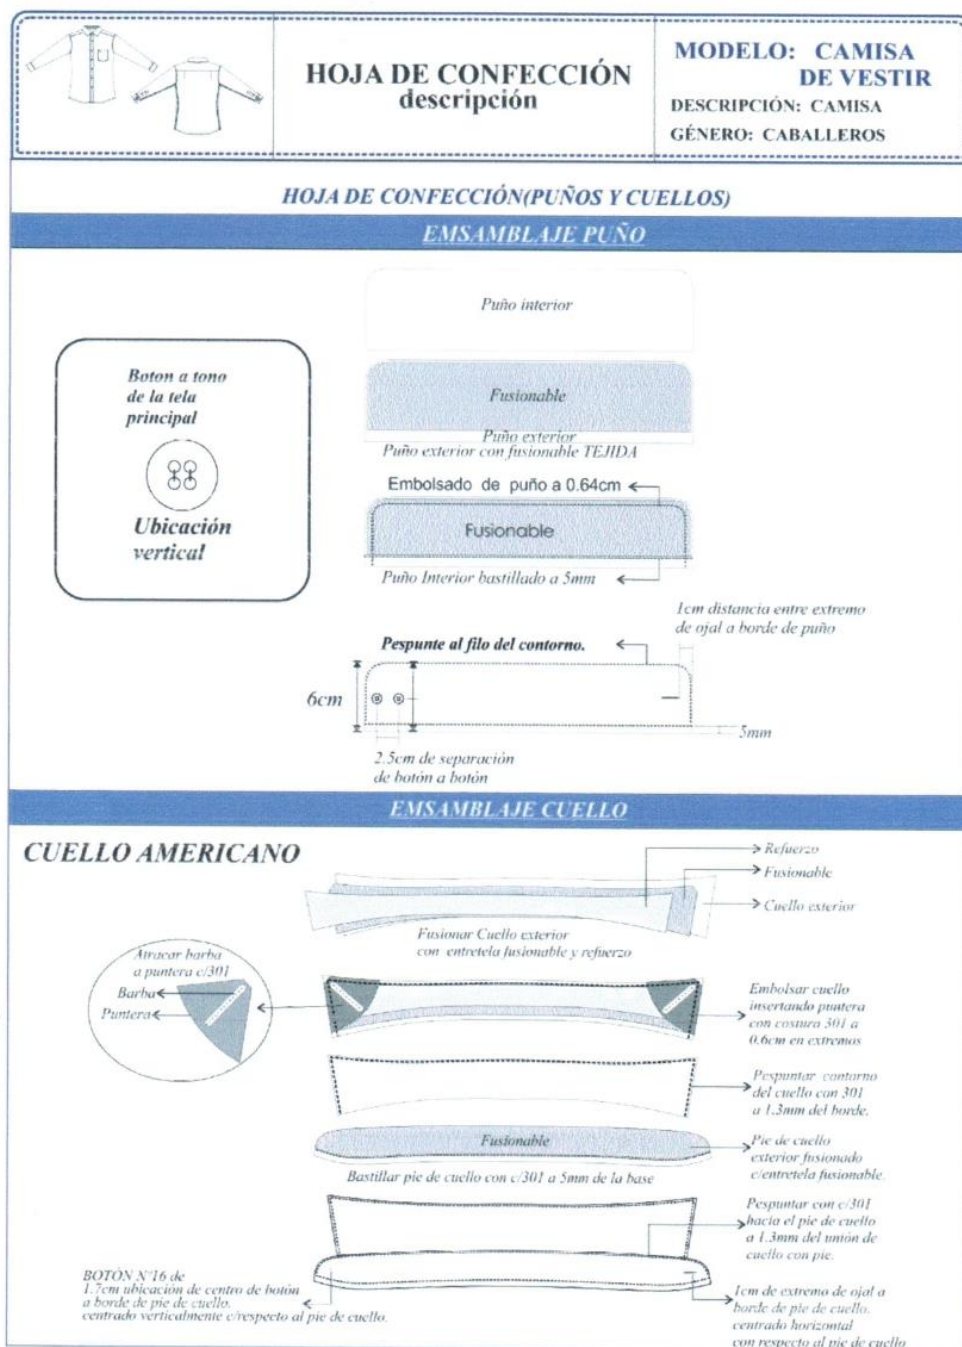 HOJA DE CONFECCIÓN
descripción
MODELO: CAMISA
DE VESTIR
DESCRIPCIÓN: CAMISA
GÉNERO: CABALLEROS
HOJA DE CONFECCIÓN(PUÑOS Y CUELLOS)
EMSAMBLAJE PUÑO
Puño interior
Boton a tono
de la tela
principal
Ubicación
vertical
Fusionable
Puño exterior
Puño exterior con fusionable TEJIDA
Embolsado de puño a 0.64cm
Fusionable
Puño Interior bastillado a 5mm
1cm distancia entre extremo
de ojal a borde de puño
Pespunte al filo del contorno.
6cm
5mm
2.5cm de separación
de botón a botón
EMSAMBLAJE CUELLO
CUELLO AMERICANO
Refuerzo
Fusionable
Cuello exterior
Fusionar Cuello exterior
con entretela fusionable y refuerzo
Atracar barba
a puntera c/301
Barba
Puntera
Embolsar cuello
insertando puntera
con costura 301 a
0.6cm en extremos
Pespuntar contorno
del cuello con 301
a 1.3mm del borde.
Fusionable
Pie de cuello
exterior fusionado
c/entretela fusionable.
Bastillar pie de cuello con c/301 a 5mm de la base
Pespuntar con c/301
hacia el pie de cuello
a 1.3mm del unión de
cuello con pie.
BOTÓN N°16 de
1.7cm ubicación de centro de botón
a borde de pie de cuello.
centrado verticalmente c/respecto al pie de cuello.
1cm de extremo de ojal a
borde de pie de cuello.
centrado horizontal
con respecto al pie de cuello